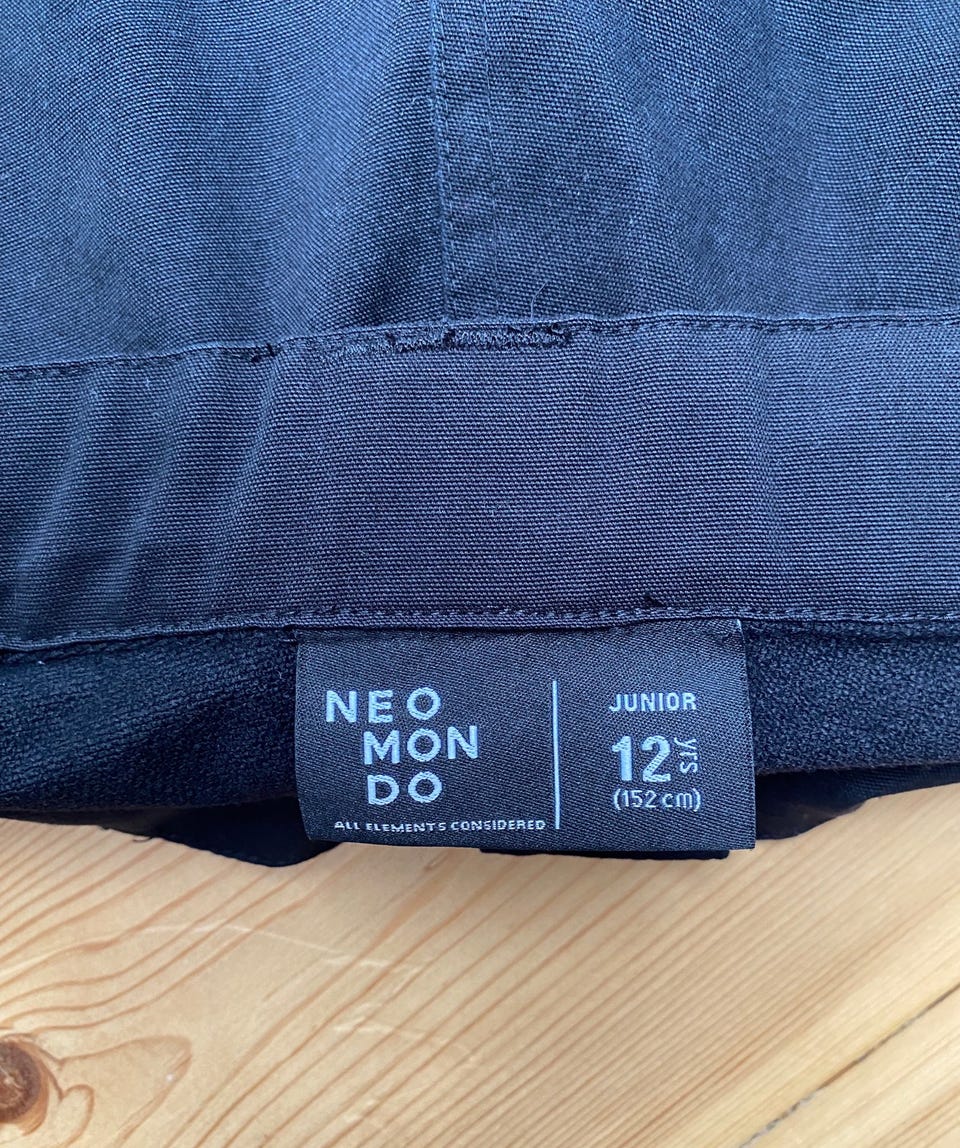 NEO
MON
DO
ALL ELEMENTS CONSIDERED
JUNIOR
12 yrs
(152 cm)